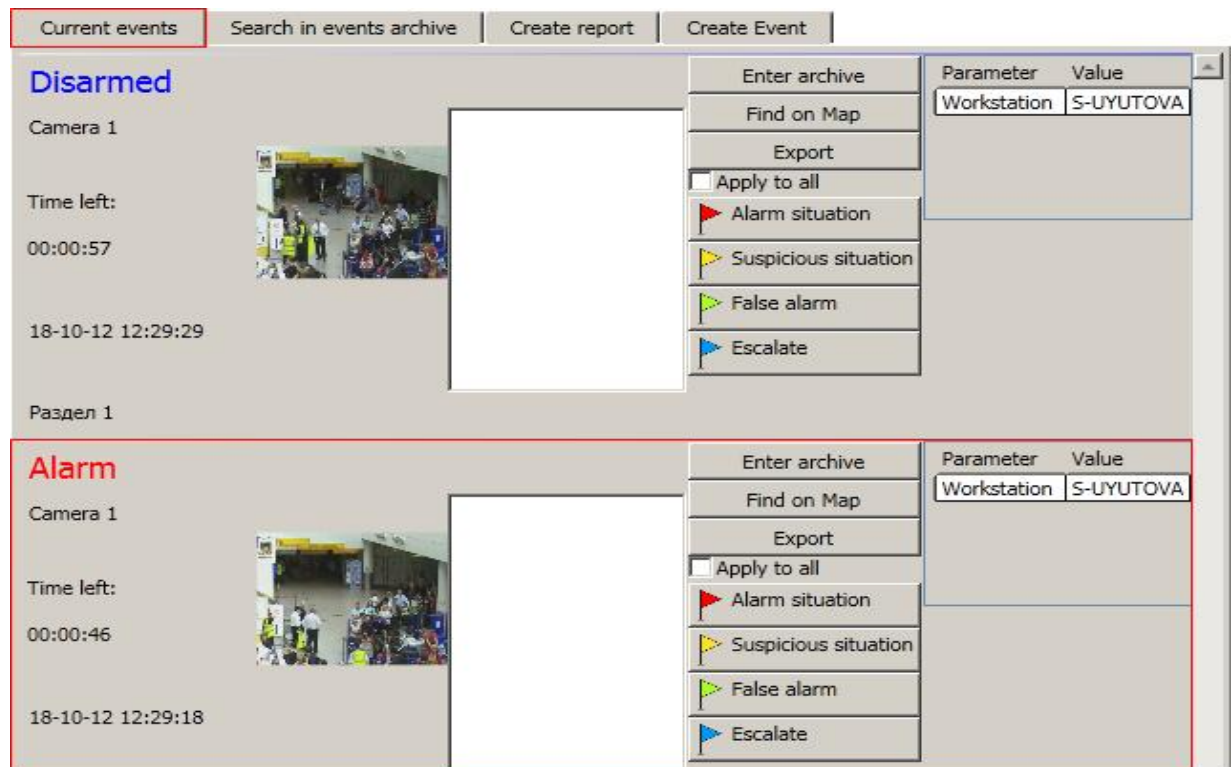 Current events
Search in events archive
Create report
Create Event
Disarmed
Camera 1
Time left:
00:00:57
18-10-12 12:29:29
Раздел 1
Enter archive
Find on Map
Export
Apply to all
Alarm situation
Suspicious situation
False alarm
Escalate
Parameter Value
Workstation S-UYUTOVA
Alarm
Camera 1
Time left:
00:00:46
18-10-12 12:29:18
Enter archive
Find on Map
Export
Apply to all
Alarm situation
Suspicious situation
False alarm
Escalate
Parameter Value
Workstation S-UYUTOVA